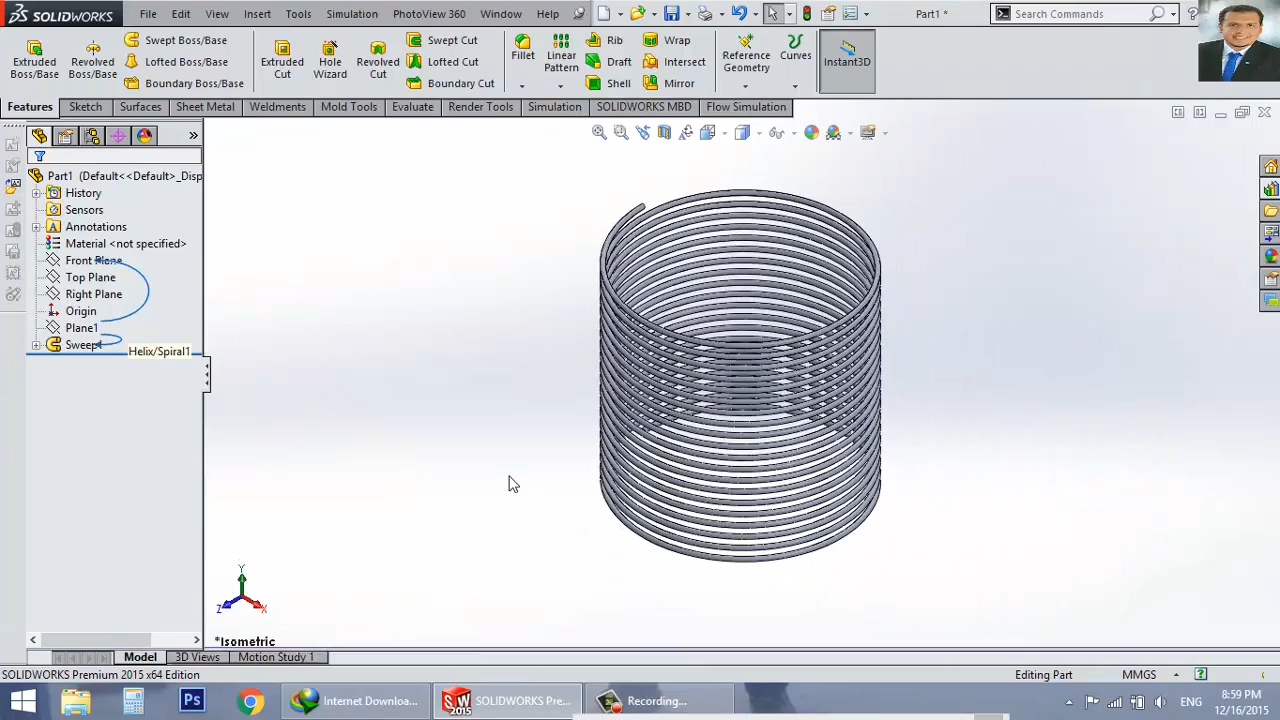 SOLIDWORKS
File Edit View Insert Tools Simulation PhotoView 360 Window Help
Part1 *
Search Commands
Extruded Boss/Base
Revolved Boss/Base
Swept Boss/Base
Lofted Boss/Base
Boundary Boss/Base
Extruded Cut
Hole Wizard
Revolved Cut
Swept Cut
Lofted Cut
Boundary Cut
Fillet
Linear Pattern
Rib
Draft
Shell
Wrap
Intersect
Mirror
Reference Geometry
Curves
Instant3D
Features Sketch Surfaces Sheet Metal Weldments Mold Tools Evaluate Render Tools Simulation SOLIDWORKS MBD Flow Simulation
Part1 (Default<<Default>_Disp
History
Sensors
Annotations
Material <not specified>
Front Plane
Top Plane
Right Plane
Origin
Plane1
Sweep
Helix/Spiral1
Y
Z
X
*Isometric
Model 3D Views Motion Study 1
SOLIDWORKS Premium 2015 x64 Edition
Editing Part
MMGS
Ps
Internet Downloa...
SW 2015
SOLIDWORKS Pre...
Recording...
ENG
8:59 PM
12/16/2015